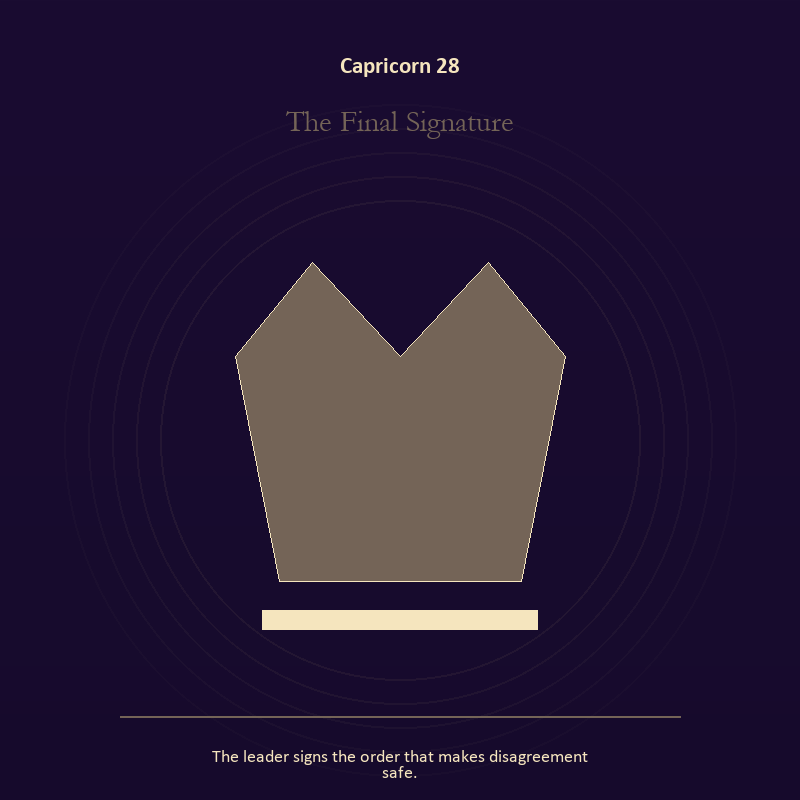 Capricorn 28
The Final Signature
The leader signs the order that makes disagreement
safe.